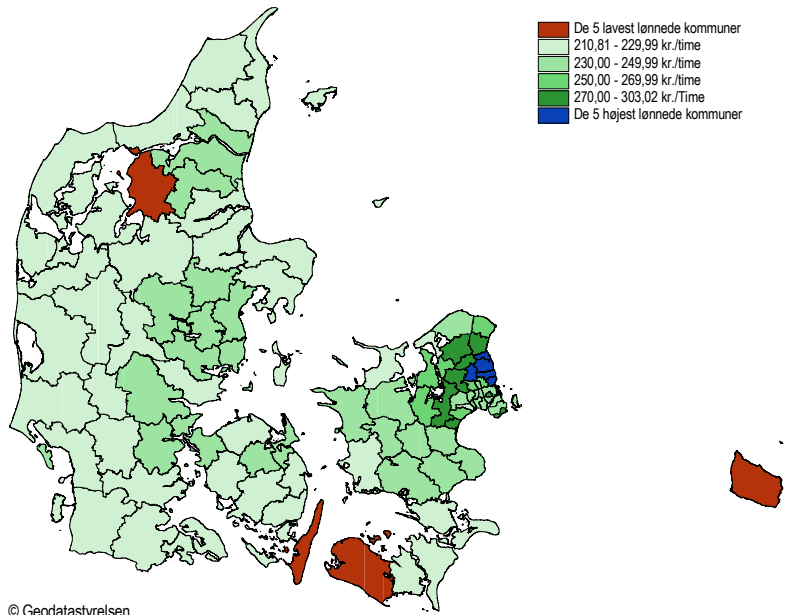 De 5 lavest lønnede kommuner
210,81 - 229,99 kr./time
230,00 - 249,99 kr./time
250,00 - 269,99 kr./time
270,00 - 303,02 kr./Time
De 5 højest lønnede kommuner
© Geodatastyrelsen